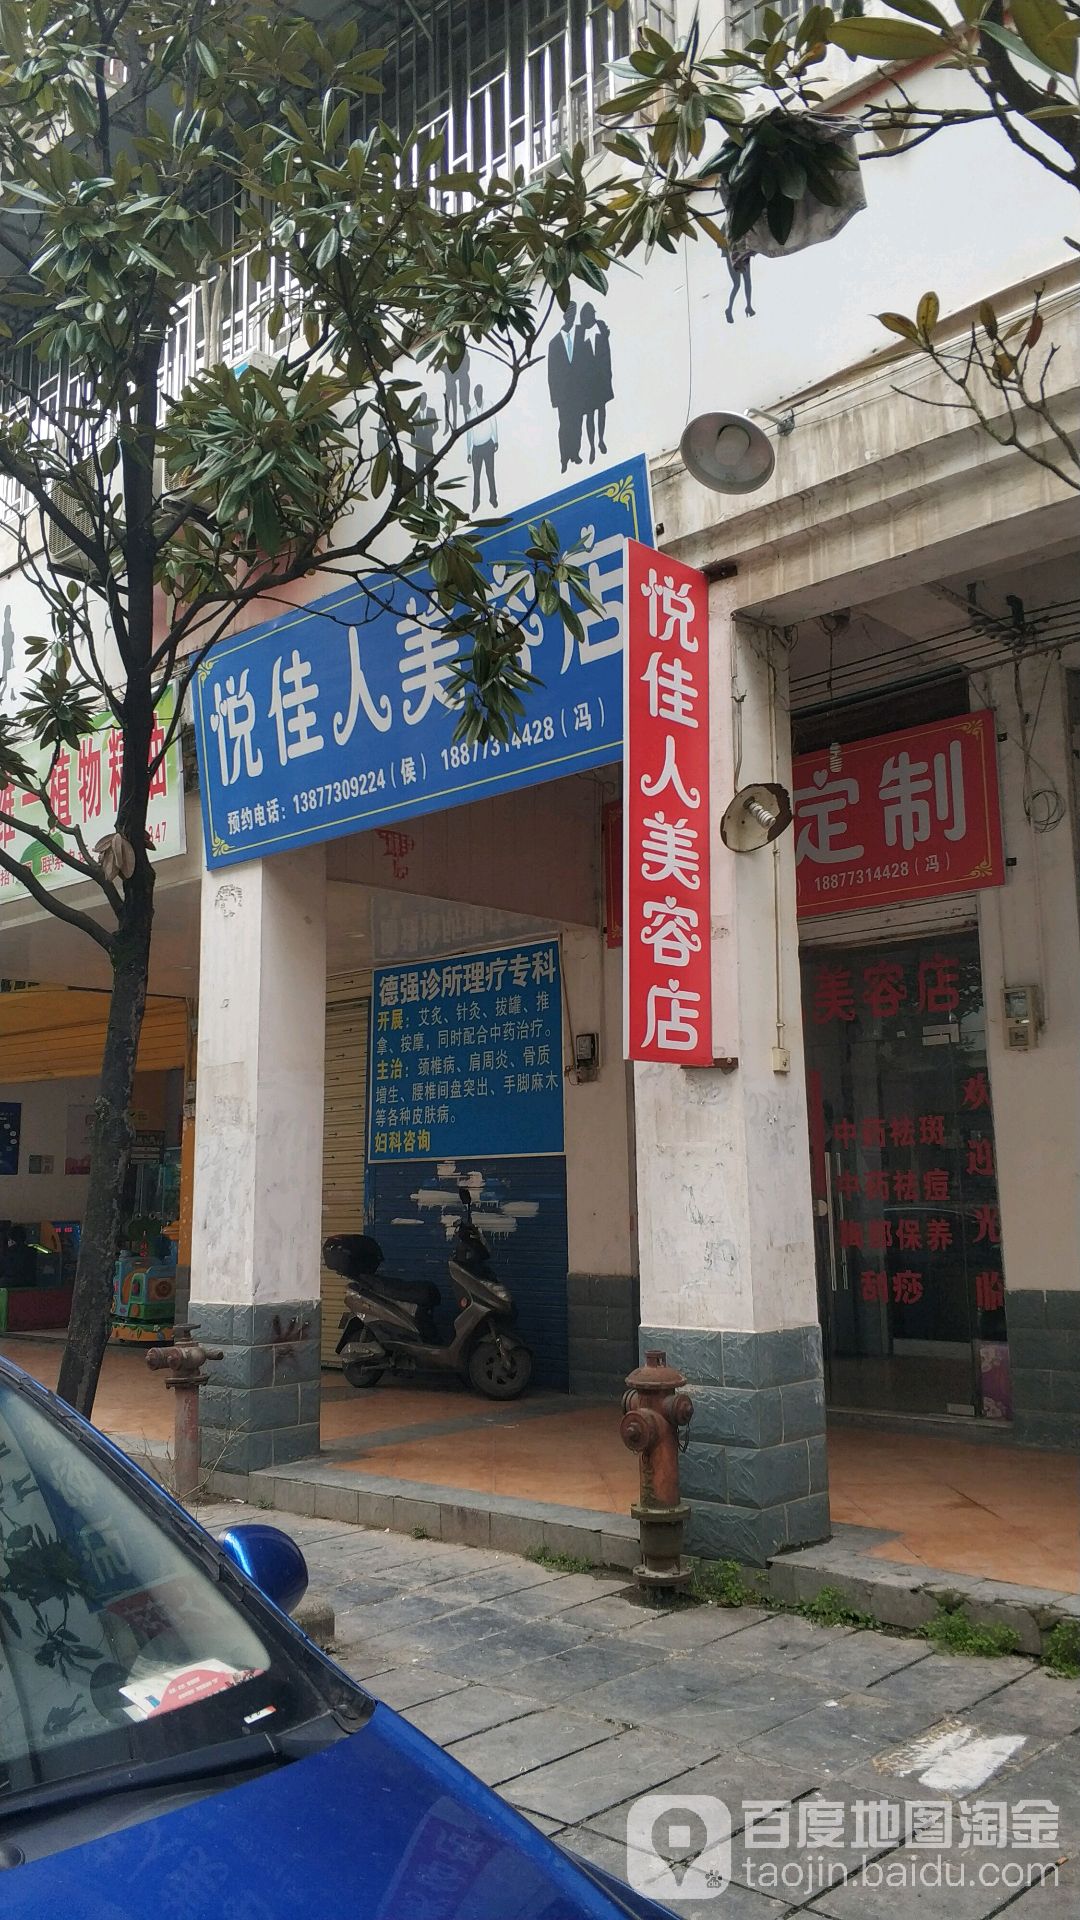 悦佳人美容店
预约电话：13877309224（侯） 18877314428（冯）
悦佳人美容店
植物精油
定制
18877314428（冯）
德强诊所理疗专科
开展：艾灸、针灸、拔罐、推
拿、按摩，同时配合中药治疗。
主治：颈椎病、肩周炎、骨质
增生、腰椎间盘突出、手脚麻木
等各种皮肤病。
妇科咨询
美容店
欢迎光临
中药祛斑
中药祛痘
胸部保养
刮痧
百度地图淘金
taojin.baidu.com